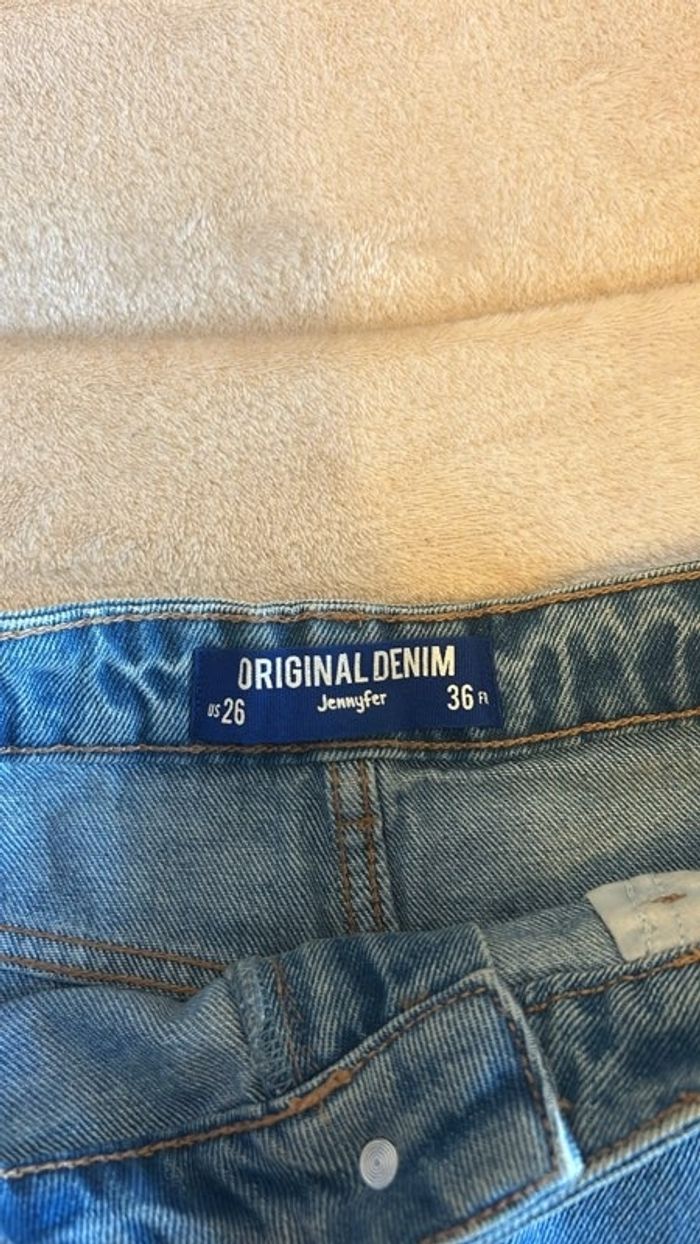 ORIGINAL DENIM
Jennyfer
US 26 36 FR